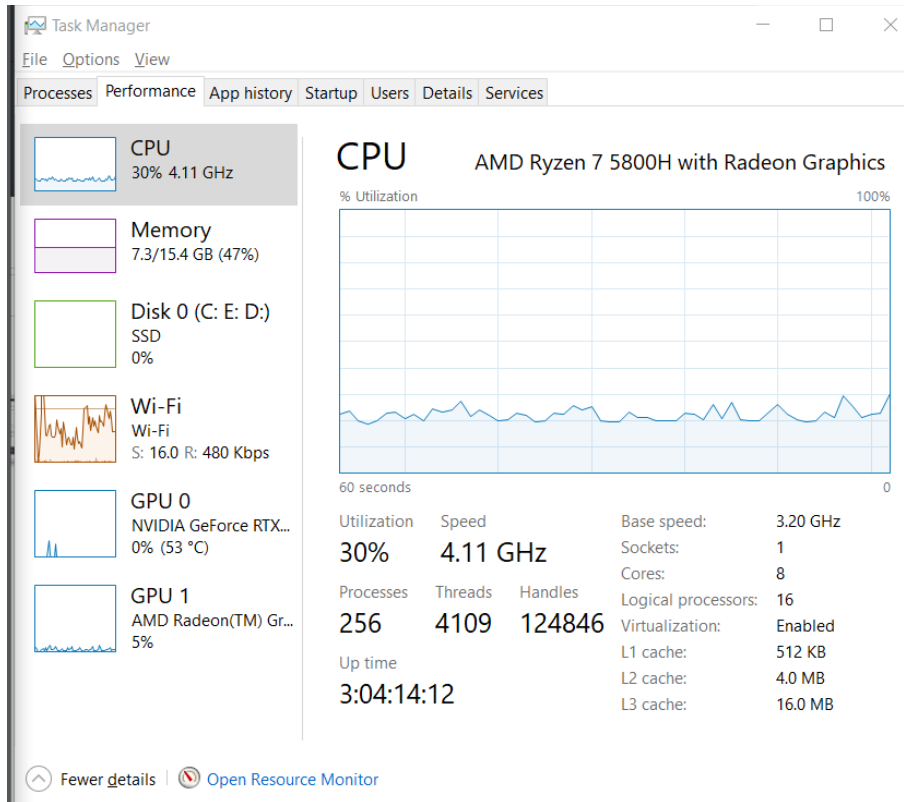 Task Manager
File Options View
Processes Performance App history Startup Users Details Services
CPU
30% 4.11 GHz
Memory
7.3/15.4 GB (47%)
Disk 0 (C: E: D:)
SSD
0%
Wi-Fi
Wi-Fi
S: 16.0 R: 480 Kbps
GPU 0
NVIDIA GeForce RTX...
0% (53 °C)
GPU 1
AMD Radeon(TM) Gr...
5%
CPU AMD Ryzen 7 5800H with Radeon Graphics
% Utilization 100%
60 seconds 0
Utilization Speed
30% 4.11 GHz
Processes Threads Handles
256 4109 124846
Up time
3:04:14:12
Base speed: 3.20 GHz
Sockets: 1
Cores: 8
Logical processors: 16
Virtualization: Enabled
L1 cache: 512 KB
L2 cache: 4.0 MB
L3 cache: 16.0 MB
Fewer details Open Resource Monitor